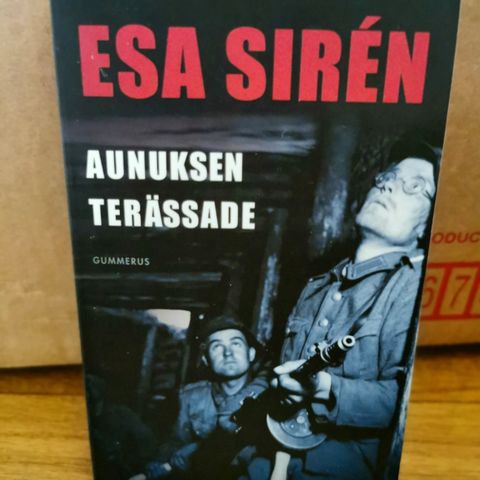 ESA SIRÉN
AUNUKSEN
TERÄSSADE
GUMMERUS